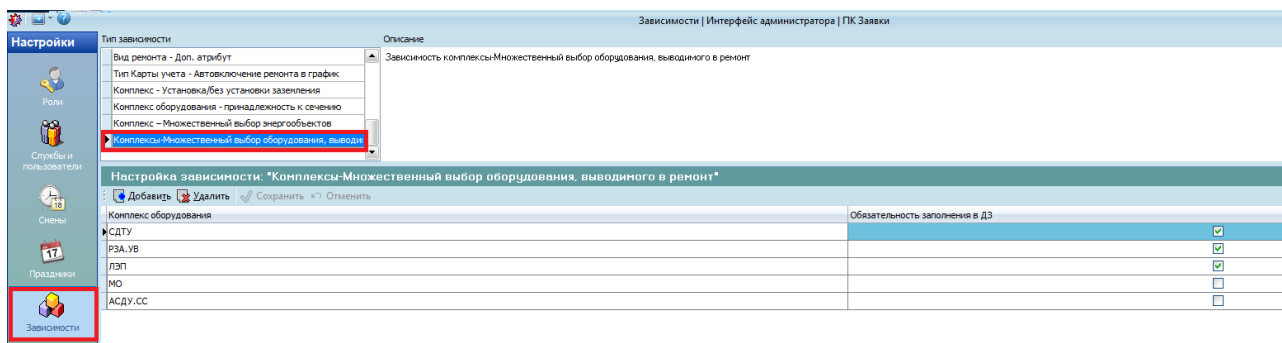 Зависимости | Интерфейс администратора | ПК Заявки
Настройки
Роли
Службы и
пользователи
18
Смены
17
Праздники
Зависимости
Тип зависимости
Вид ремонта - Доп. атрибут
Тип Карты учета - Автовключение ремонта в график
Комплекс - Установка/без установки заземления
Комплекс оборудования - принадлежность к сечению
Комплекс – Множественный выбор энергообъектов
Комплексы-Множественный выбор оборудования, выводи
Описание
Зависимость комплексы-Множественный выбор оборудования, выводимого в ремонт
Настройка зависимости: "Комплексы-Множественный выбор оборудования, выводимого в ремонт"
Добавить Удалить Сохранить Отменить
Комплекс оборудования Обязательность заполнения в ДЗ
СДТУ
РЗА.УВ
ЛЭП
МО
АСДУ.СС